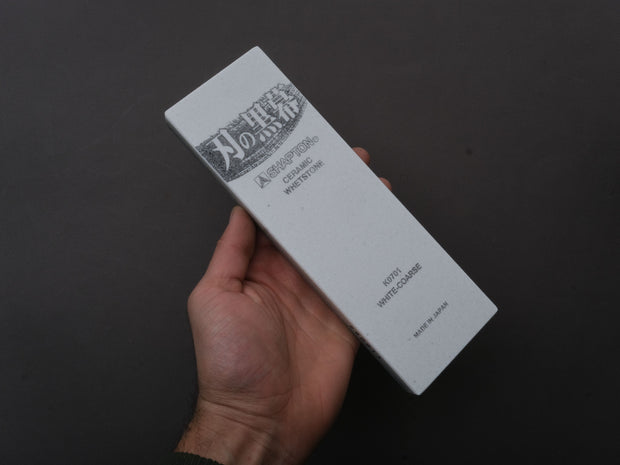 刃の黒幕
SHAPTON®
CERAMIC
WHETSTONE
K0701
WHITE-COARSE
MADE IN JAPAN